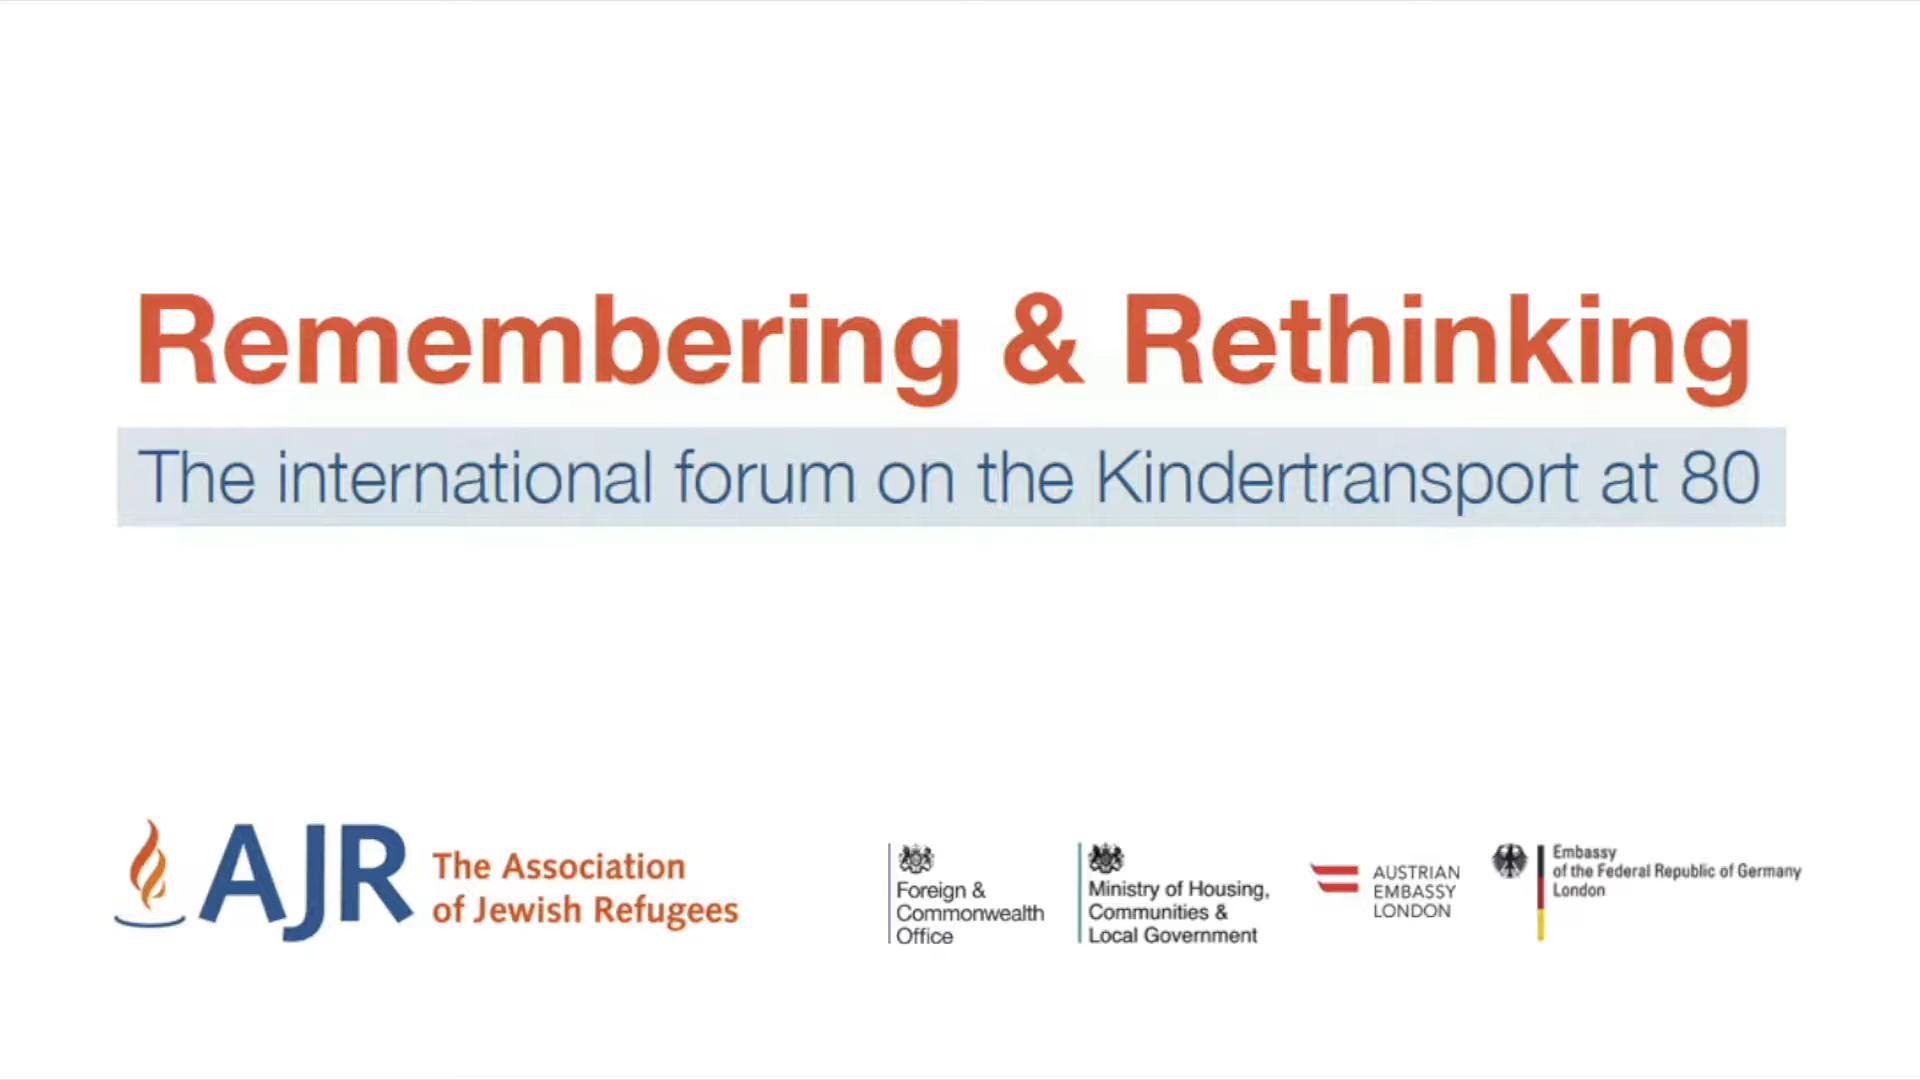 Remembering & Rethinking
The international forum on the Kindertransport at 80
AJR
The Association
of Jewish Refugees
Foreign &
Commonwealth
Office
Ministry of Housing,
Communities &
Local Government
AUSTRIAN
EMBASSY
LONDON
Embassy
of the Federal Republic of Germany
London